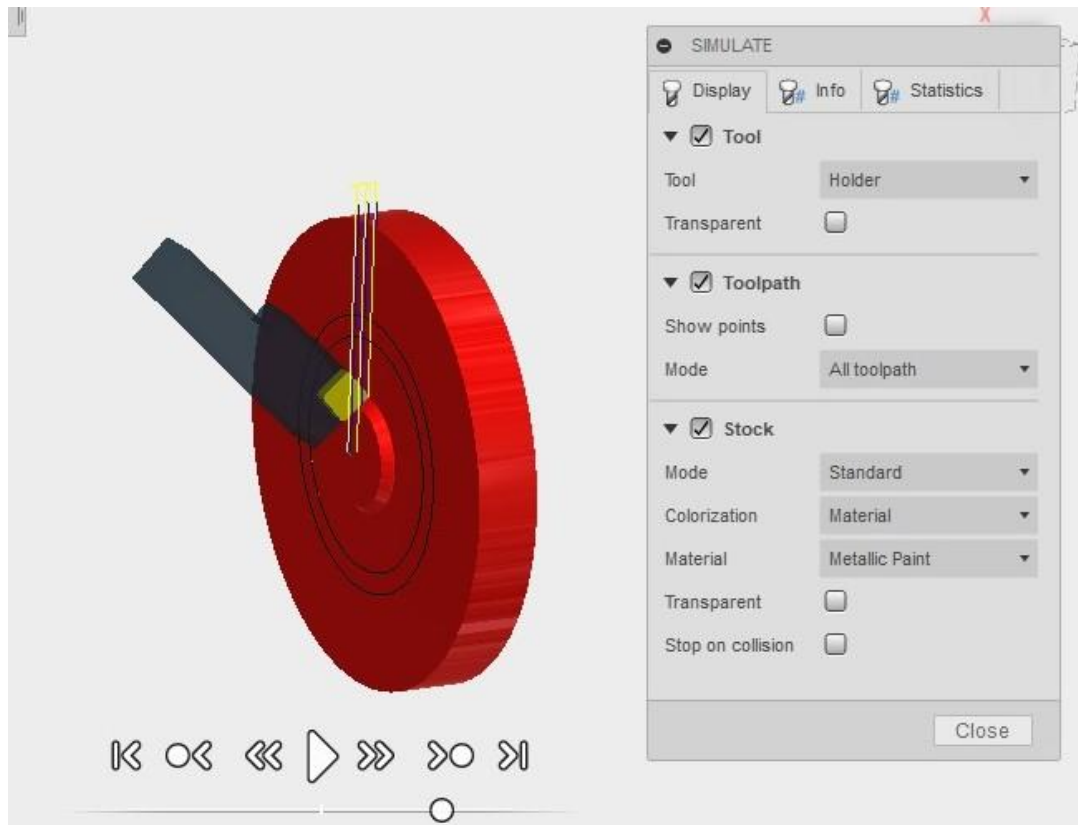 X
SIMULATE
Display Info Statistics
Tool
Tool Holder
Transparent
Toolpath
Show points
Mode All toolpath
Stock
Mode Standard
Colorization Material
Material Metallic Paint
Transparent
Stop on collision
Close